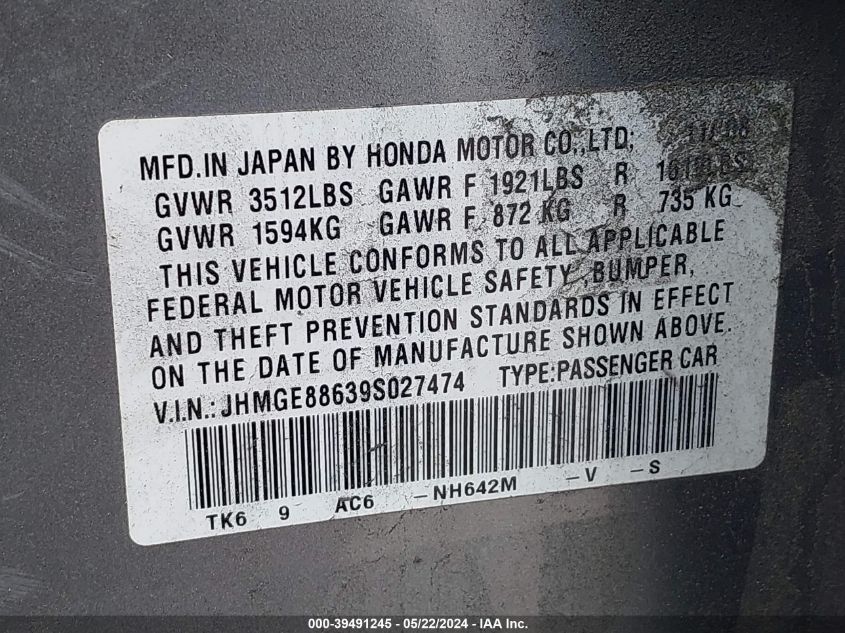 MFD.IN JAPAN BY HONDA MOTOR CO.,LTD; 11/08
GVWR 3512LBS GAWR F 1921LBS R
GVWR 1594KG GAWR F 872 KG R 735 KG
THIS VEHICLE CONFORMS TO ALL APPLICABLE
FEDERAL MOTOR VEHICLE SAFETY ,BUMPER,
AND THEFT PREVENTION STANDARDS IN EFFECT
ON THE DATE OF MANUFACTURE SHOWN ABOVE.
V.I.N.: JHMGE88639S027474 TYPE:PASSENGER CAR
TK6 9 AC6 -NH642M -V -S
000-39491245 - 05/22/2024 - IAA Inc.